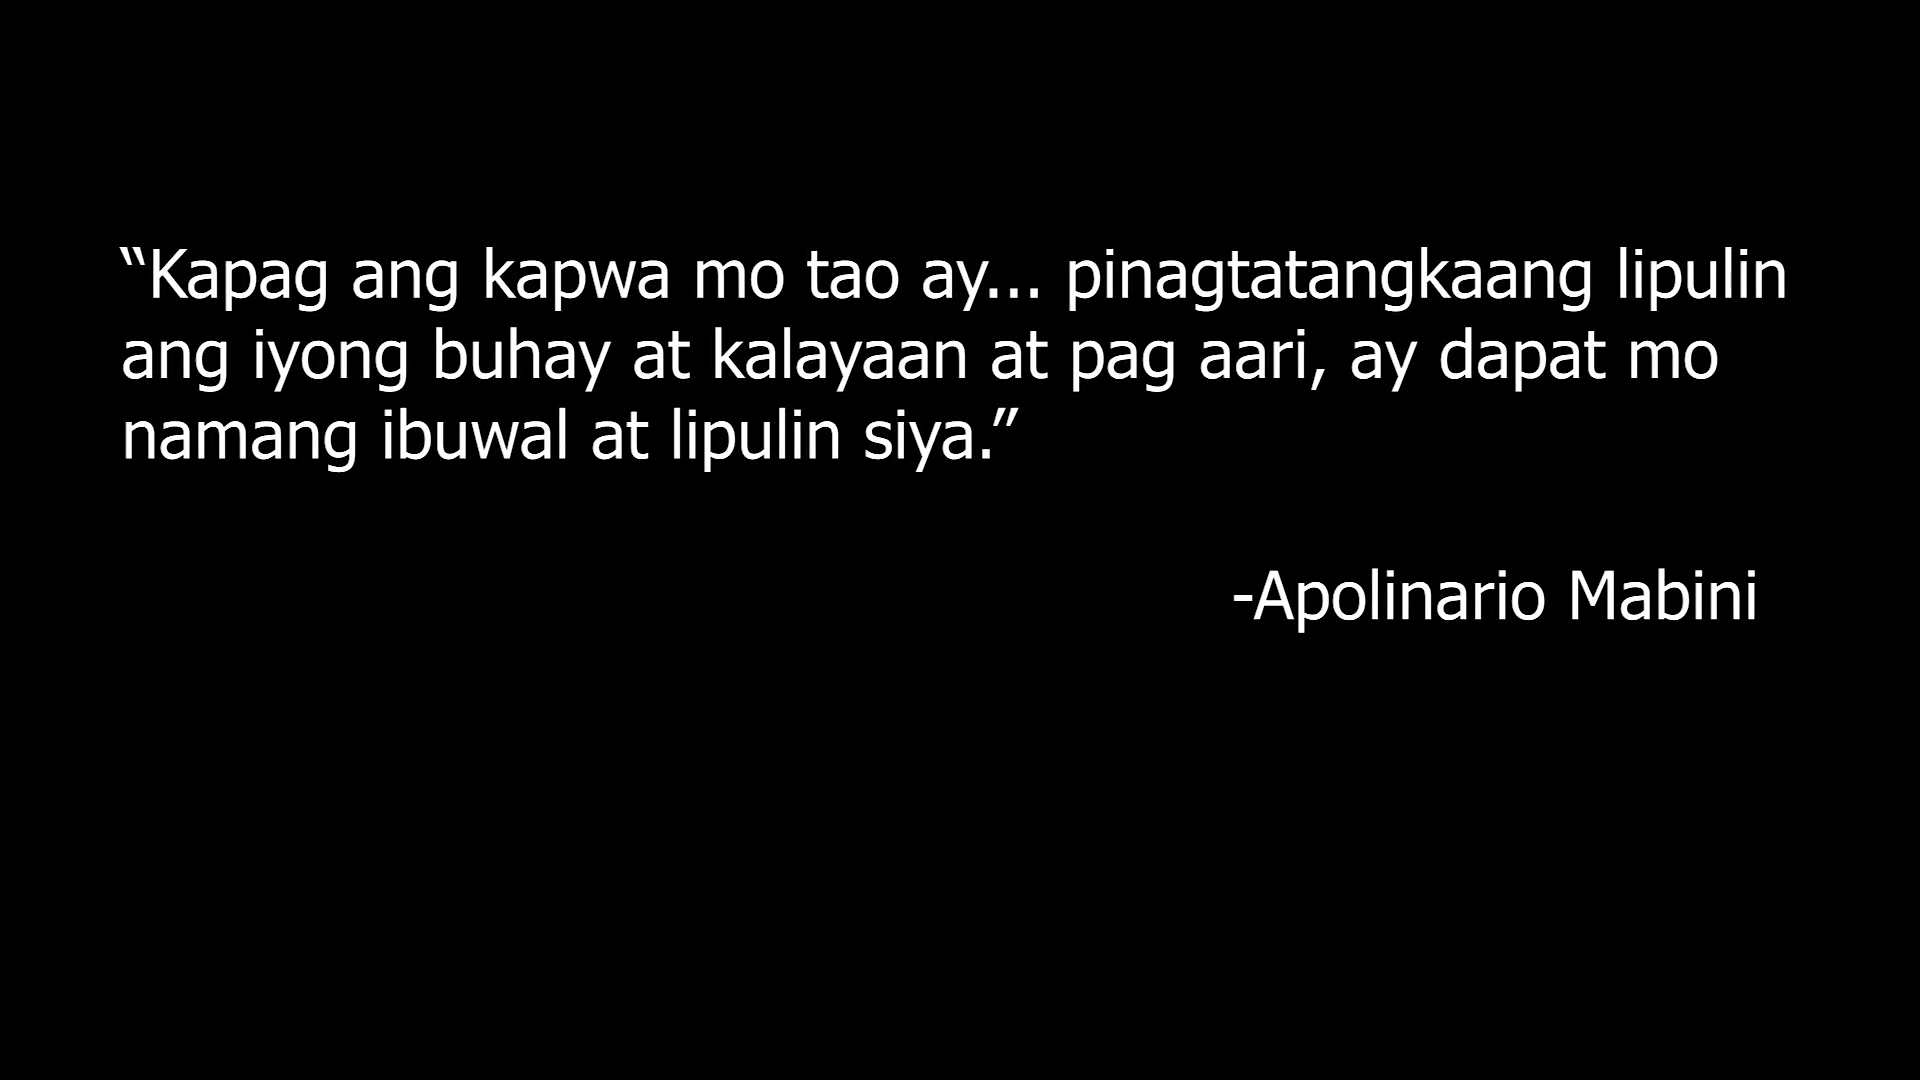 “Kapag ang kapwa mo tao ay... pinagtatangkaang lipulin
ang iyong buhay at kalayaan at pag aari, ay dapat mo
namang ibuwal at lipulin siya.”
-Apolinario Mabini